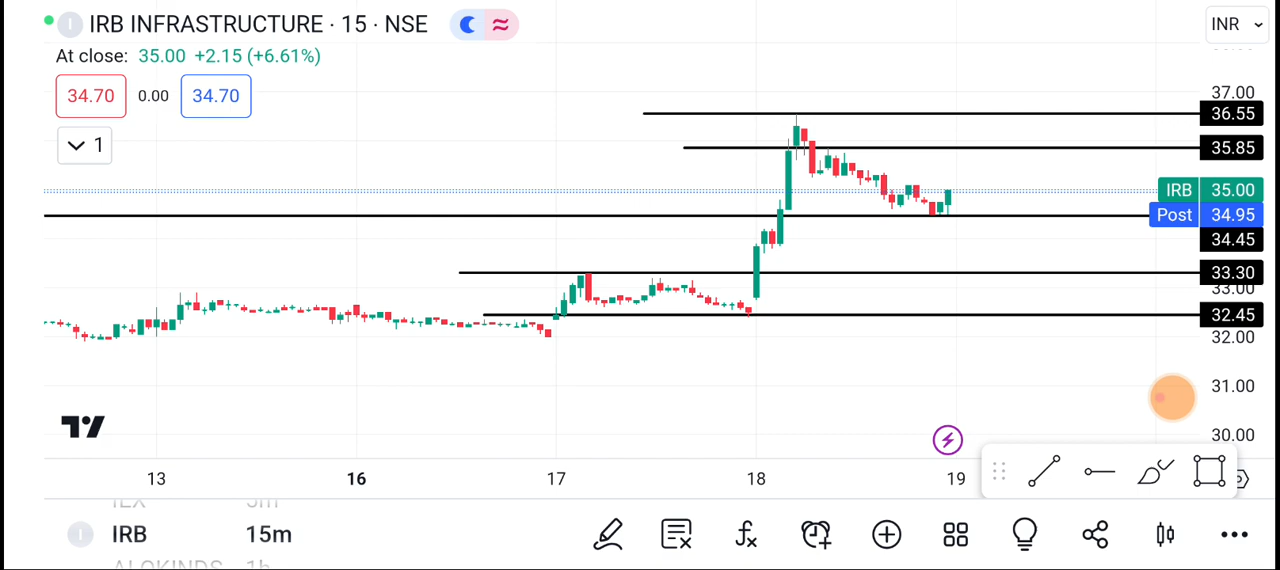 IRB INFRASTRUCTURE · 15 · NSE
INR
At close: 35.00 +2.15 (+6.61%)
34.70 0.00 34.70
1
37.00
36.55
35.85
IRB 35.00
Post 34.95
34.45
33.30
33.00
32.45
32.00
31.00
30.00
13 16 17 18 19
IRB 15m